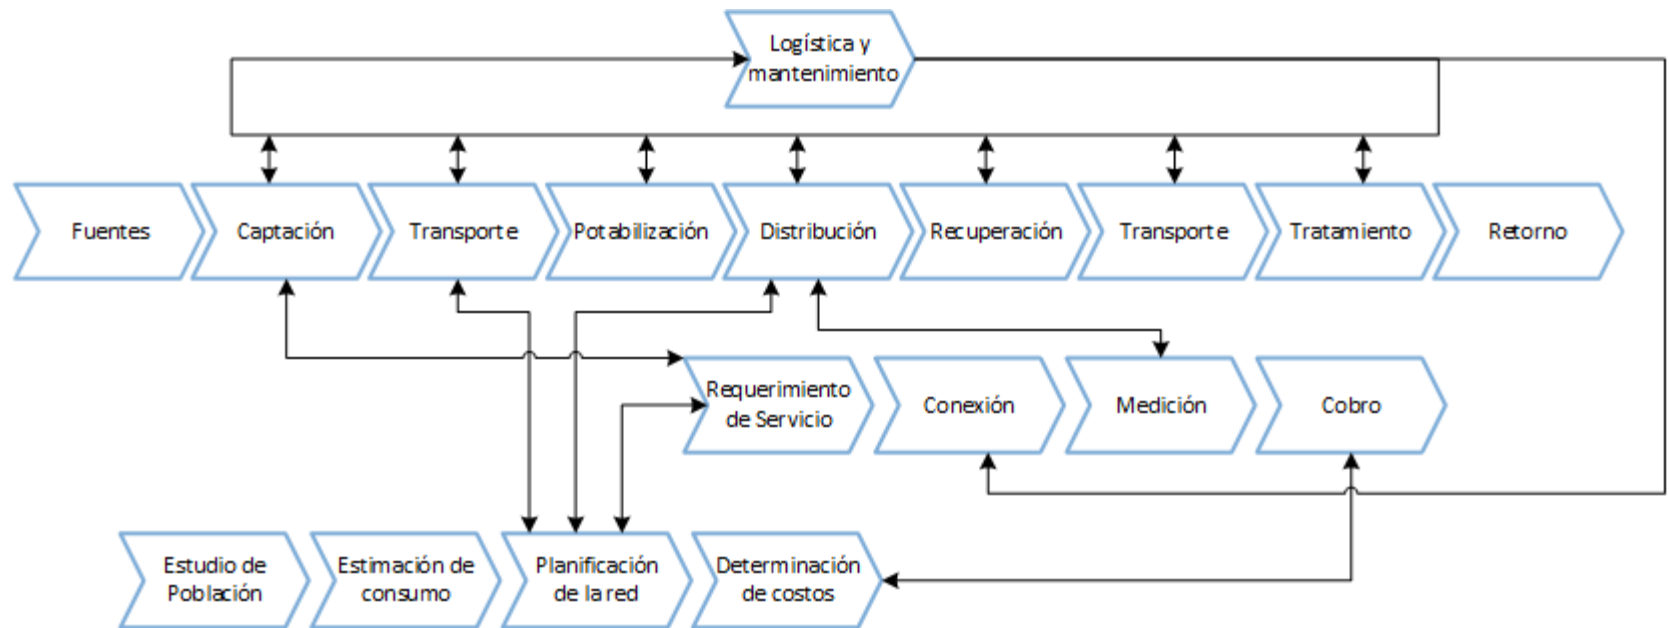 Logística y
mantenimiento
Fuentes
Captación
Transporte
Potabilización
Distribución
Recuperación
Transporte
Tratamiento
Retorno
Requerimiento
de Servicio
Conexión
Medición
Cobro
Estudio de
Población
Estimación de
consumo
Planificación
de la red
Determinación
de costos